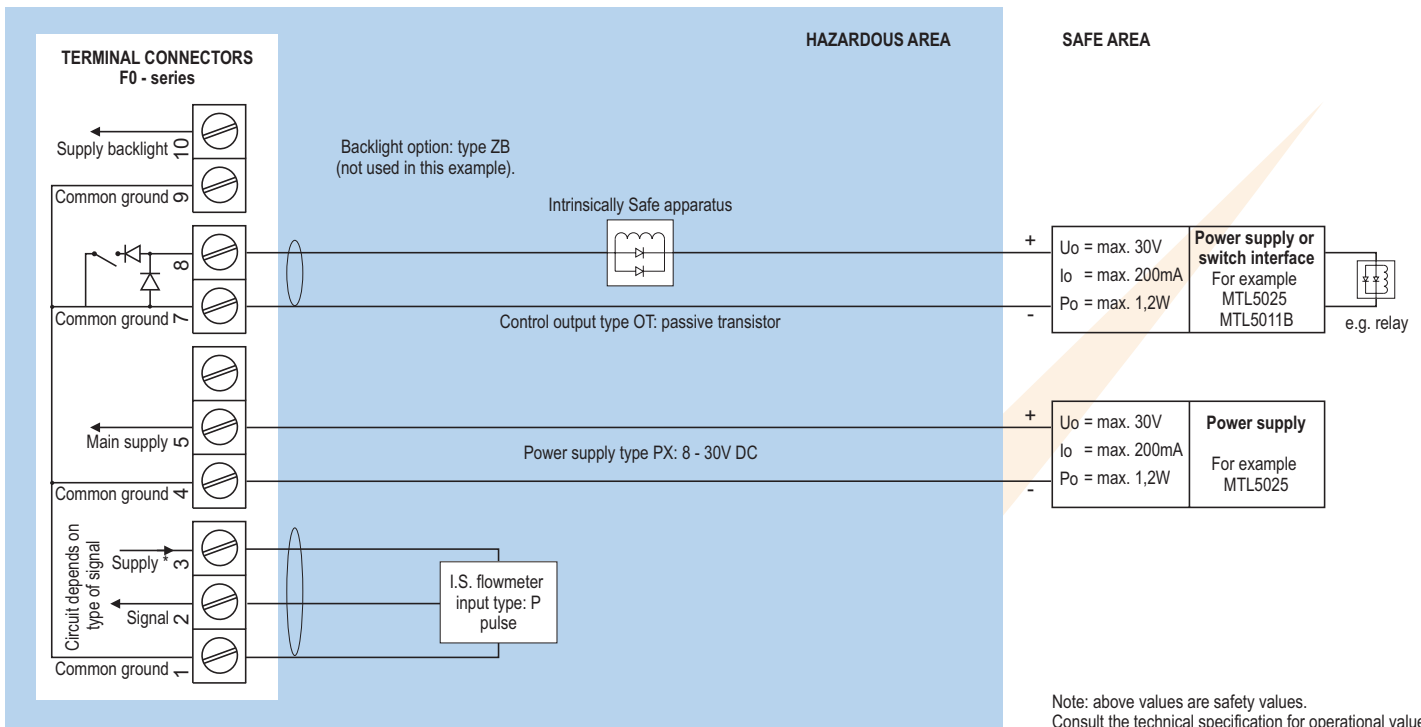 HAZARDOUS AREA
SAFE AREA
TERMINAL CONNECTORS
F0 - series
Supply backlight
10
Common ground
9
8
Common ground
7
Main supply
5
Common ground
4
Supply *
3
Signal
2
Common ground
1
Circuit depends on
type of signal
Backlight option: type ZB
(not used in this example).
Intrinsically Safe apparatus
Control output type OT: passive transistor
Power supply type PX: 8 - 30V DC
I.S. flowmeter
input type: P
pulse
+
-
Uo = max. 30V
Io = max. 200mA
Po = max. 1,2W
Power supply or
switch interface
For example
MTL5025
MTL5011B
e.g. relay
+
-
Uo = max. 30V
Io = max. 200mA
Po = max. 1,2W
Power supply
For example
MTL5025
Note: above values are safety values.
Consult the technical specification for operational value